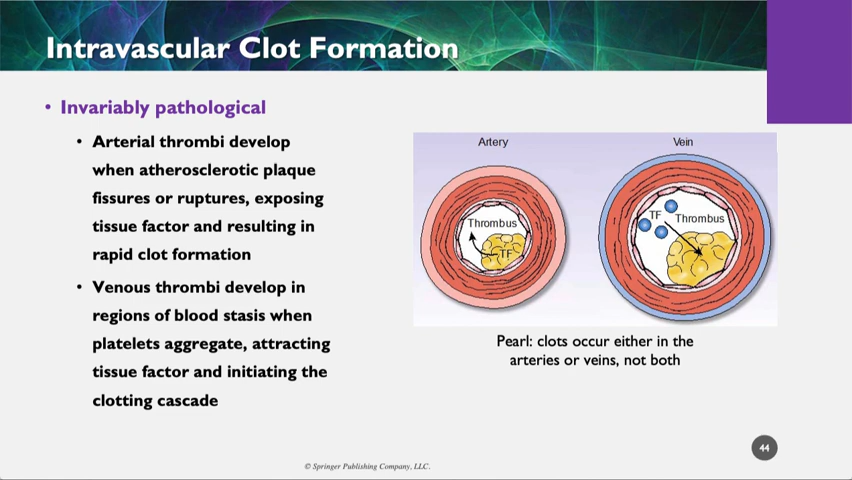 Intravascular Clot Formation
• Invariably pathological
• Arterial thrombi develop
when atherosclerotic plaque
fissures or ruptures, exposing
tissue factor and resulting in
rapid clot formation
• Venous thrombi develop in
regions of blood stasis when
platelets aggregate, attracting
tissue factor and initiating the
clotting cascade
Artery
Vein
Thrombus
TF
TF
Thrombus
Pearl: clots occur either in the
arteries or veins, not both
44
© Springer Publishing Company, LLC.